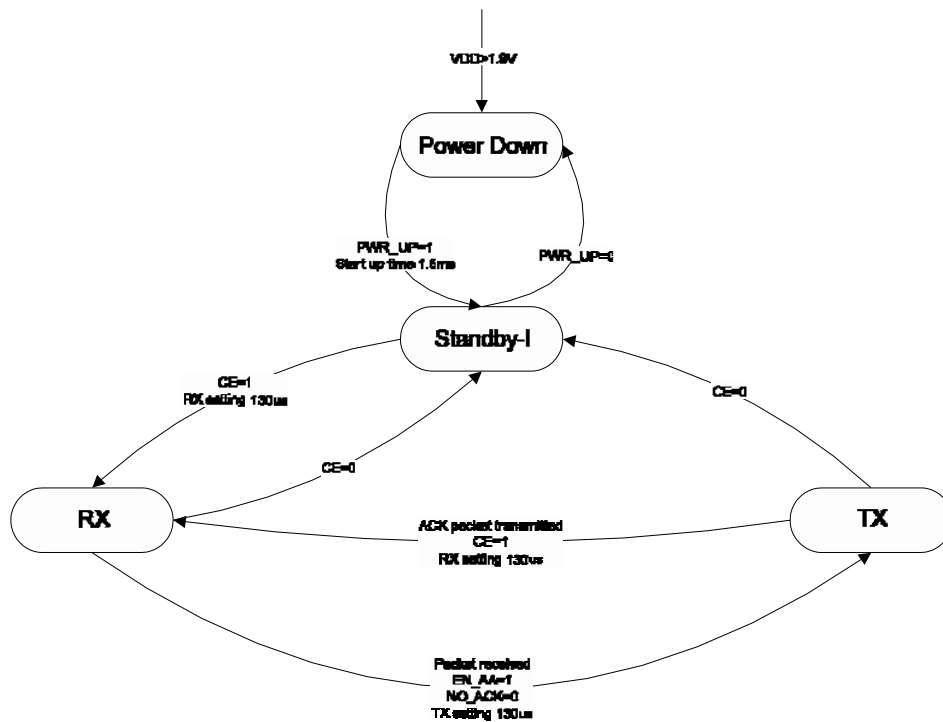 VDD>1.9V
Power Down
PWR_UP=1
Start up time 1.5ms
PWR_UP=0
Standby-I
CE=1
RX setting 130us
CE=0
CE=0
RX
TX
ACK packet transmitted
CE=1
RX setting 130us
Packet received
EN_AA=1
NO_ACK=0
TX setting 130us